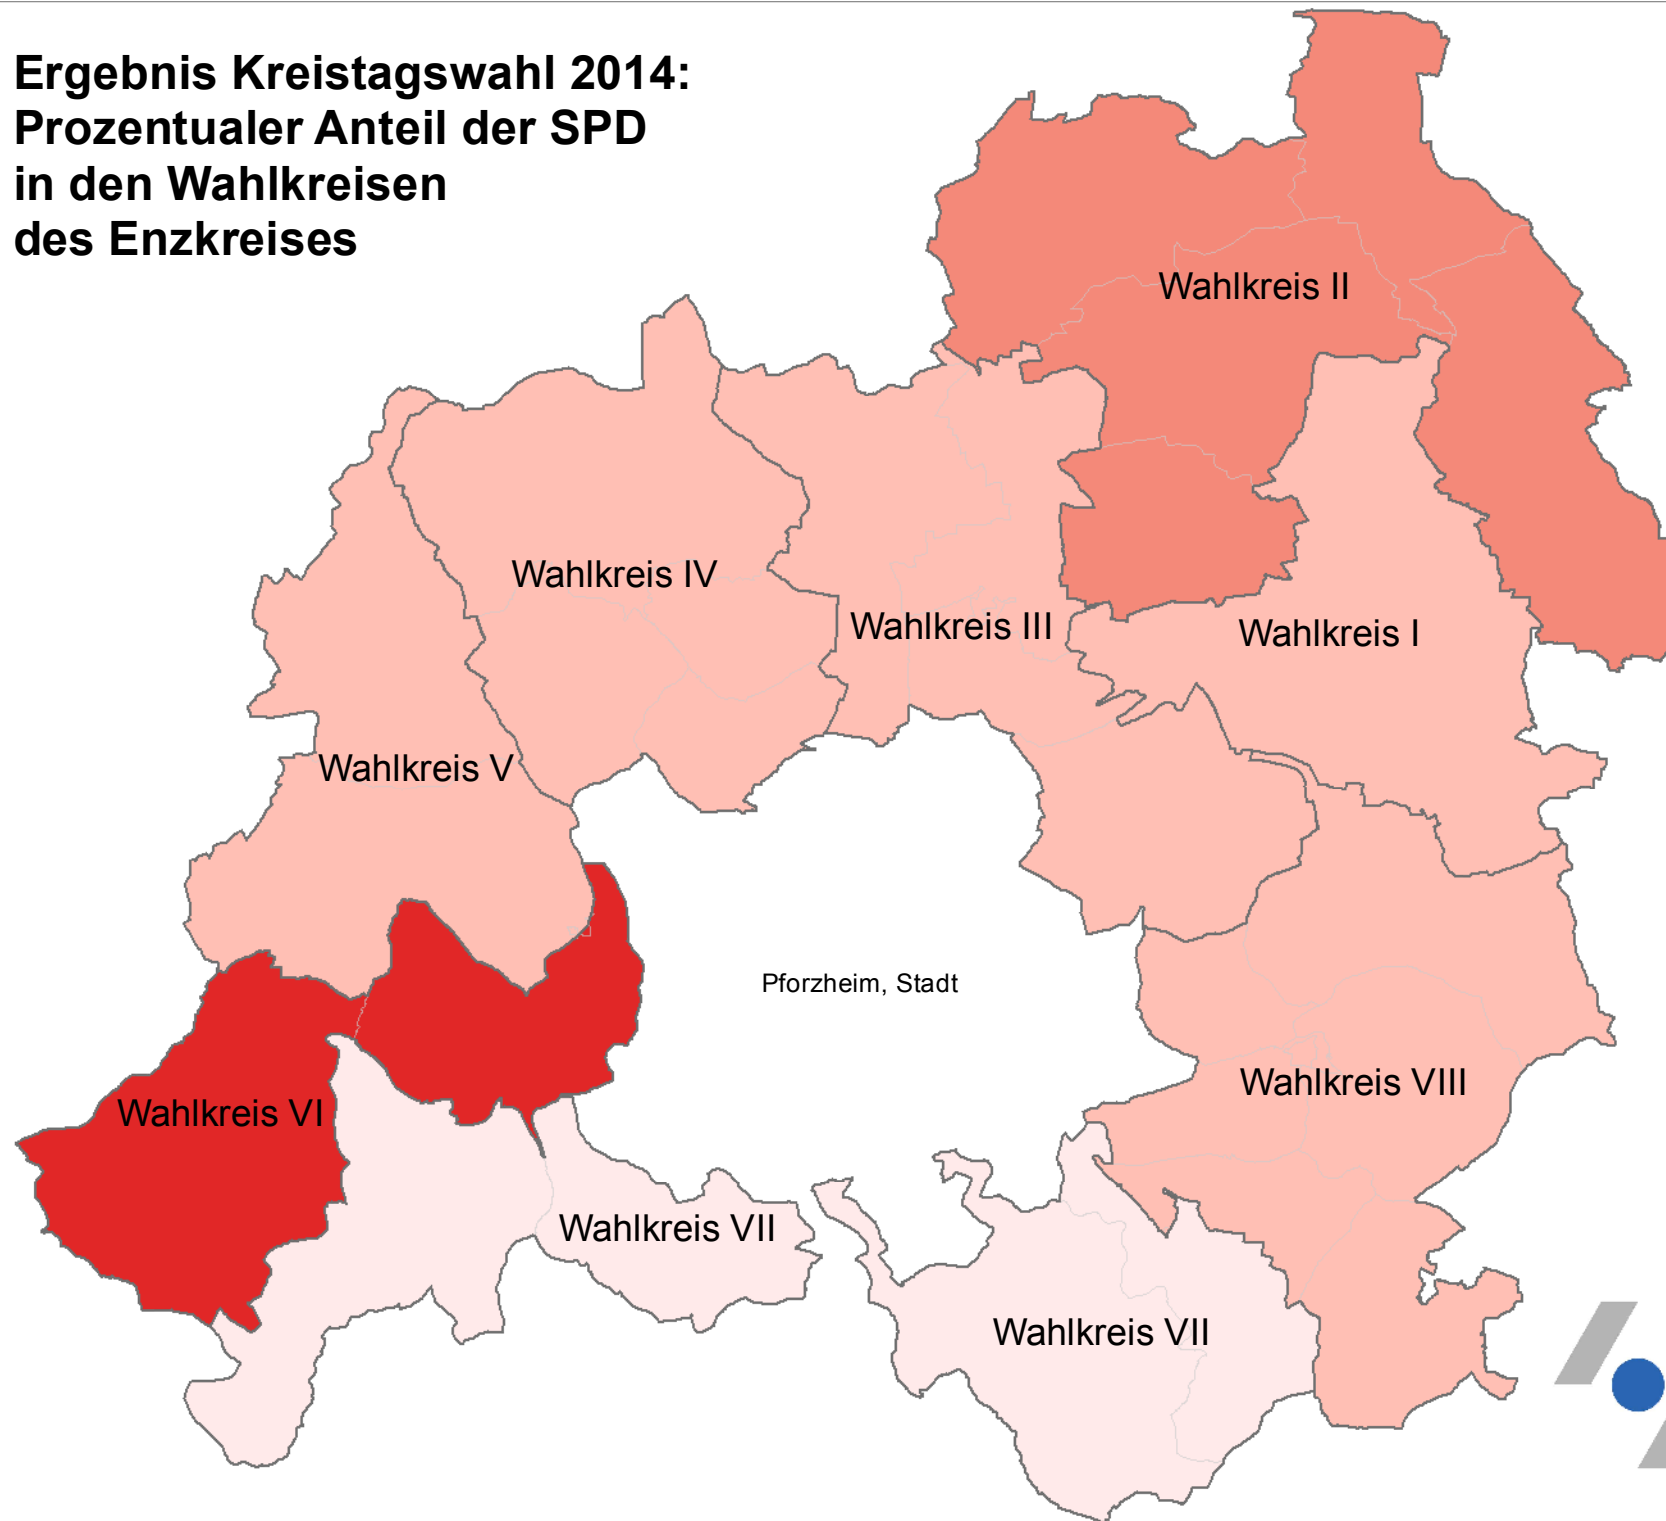 Ergebnis Kreistagswahl 2014:
Prozentualer Anteil der SPD
in den Wahlkreisen
des Enzkreises
Wahlkreis II
Wahlkreis IV
Wahlkreis III
Wahlkreis I
Wahlkreis V
Pforzheim, Stadt
Wahlkreis VIII
Wahlkreis VI
Wahlkreis VII
Wahlkreis VII